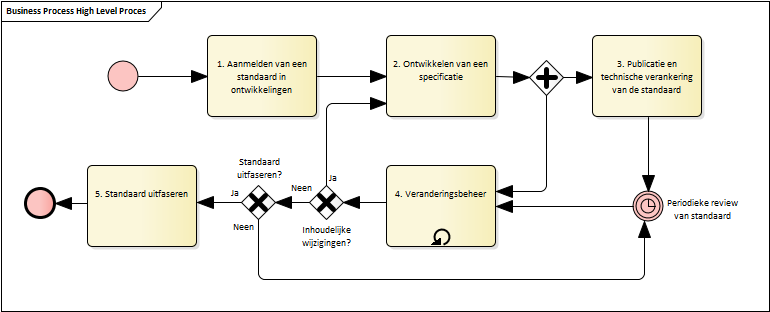 Business Process High Level Proces
1. Aanmelden van een
standaard in
ontwikkelingen
2. Ontwikkelen van een
specificatie
3. Publicatie en
technische verankering
van de standaard
Standaard
uitfaseren?
Ja
5. Standaard uitfaseren
Ja
Neen
4. Veranderingsbeheer
Periodieke review
van standaard
Neen
Inhoudelijke
wijzigingen?